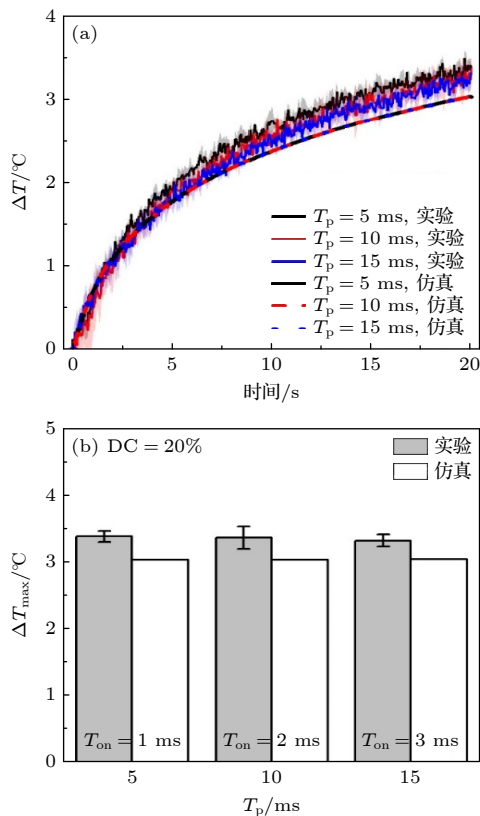 (a)
4
3
2
1
0
ΔT/℃
T_p = 5 ms, 实验
T_p = 10 ms, 实验
T_p = 15 ms, 实验
T_p = 5 ms, 仿真
T_p = 10 ms, 仿真
T_p = 15 ms, 仿真
0 5 10 15 20
时间/s
(b) DC = 20%
实验
仿真
5
4
3
2
1
0
ΔT_max/℃
T_on = 1 ms T_on = 2 ms T_on = 3 ms
5 10 15
T_p/ms